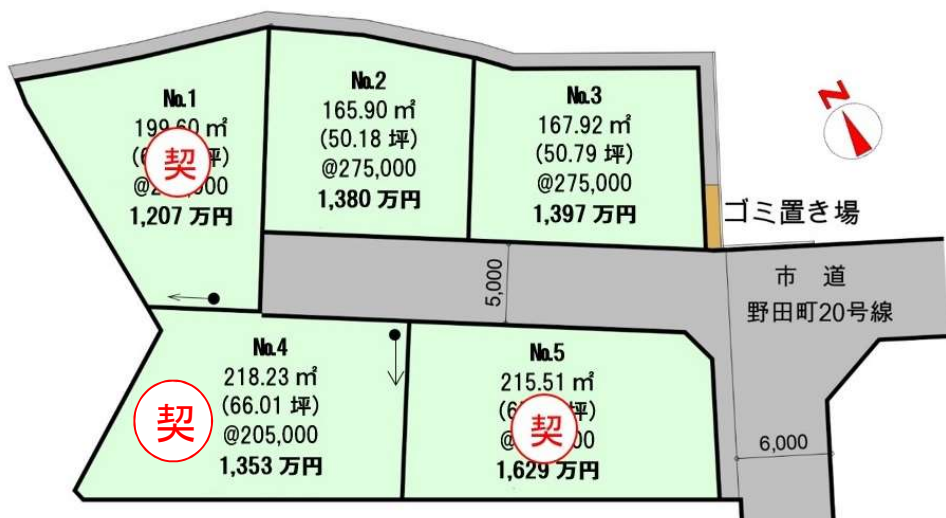 No.1
199.60 ㎡
坪)
契
1,207 万円
No.2
165.90 ㎡
(50.18 坪)
@275,000
1,380 万円
No.3
167.92 ㎡
(50.79 坪)
@275,000
1,397 万円
N
ゴミ置き場
市 道
野田町20号線
5,000
No.4
218.23 ㎡
(66.01 坪)
@205,000
1,353 万円
契
No.5
215.51 ㎡
坪)
契
1,629 万円
6,000